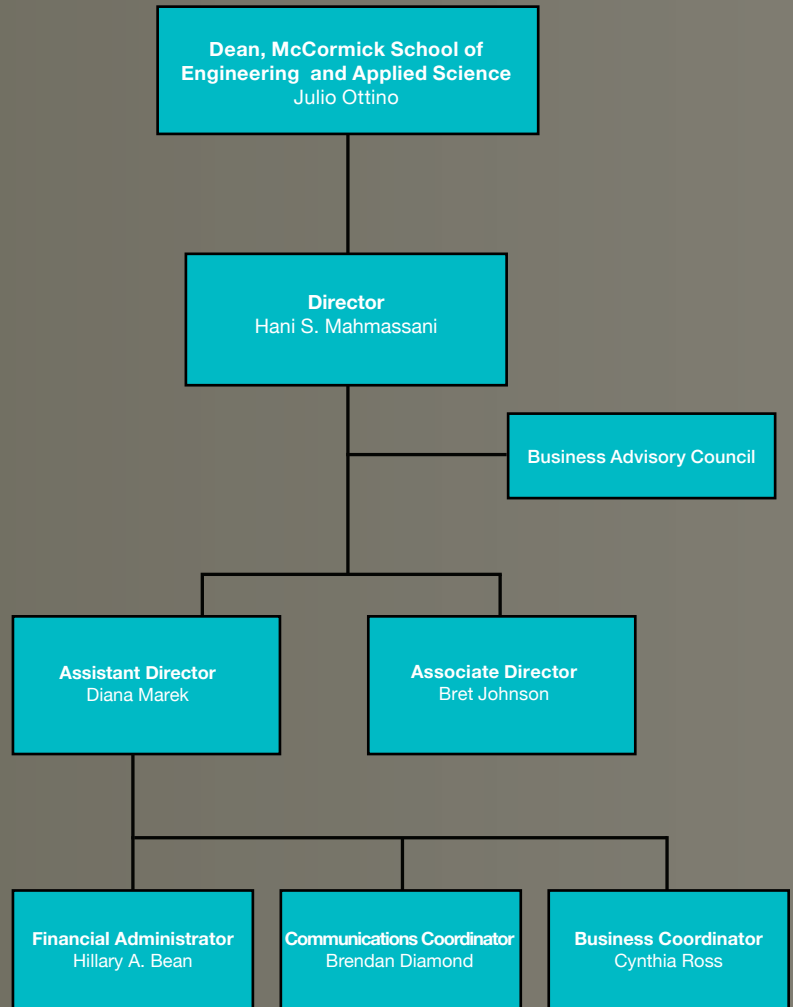 Dean, McCormick School of
Engineering and Applied Science
Julio Ottino
Director
Hani S. Mahmassani
Business Advisory Council
Assistant Director
Diana Marek
Associate Director
Bret Johnson
Financial Administrator
Hillary A. Bean
Communications Coordinator
Brendan Diamond
Business Coordinator
Cynthia Ross